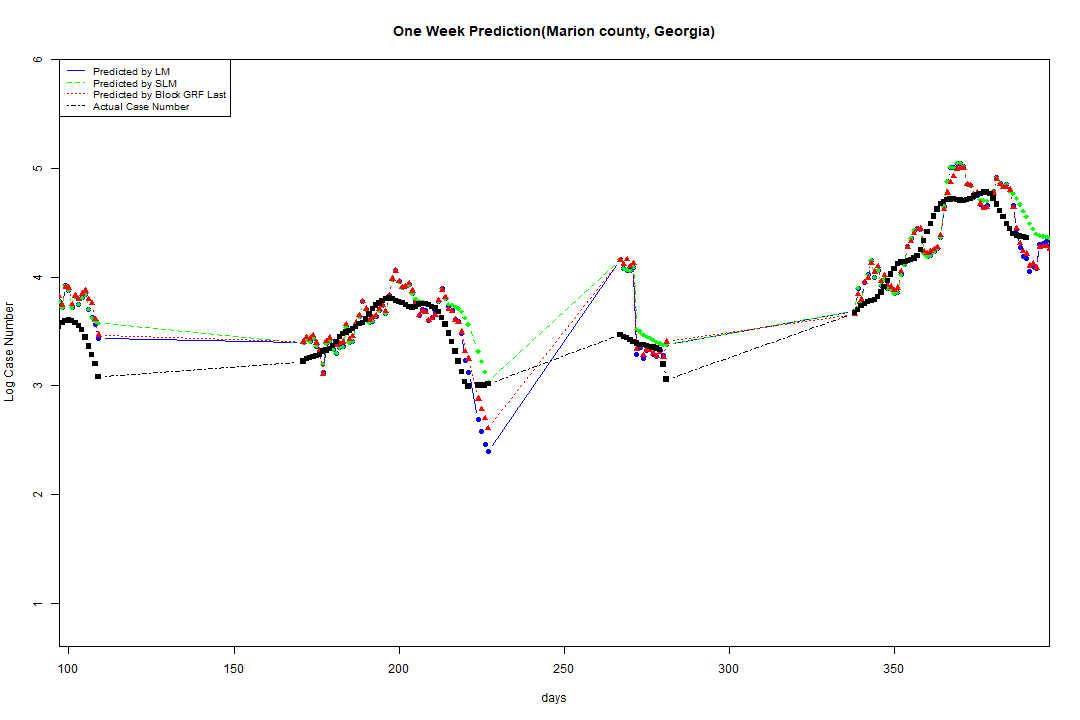 One Week Prediction(Marion county, Georgia)
Predicted by LM
Predicted by SLM
Predicted by Block GRF Last
Actual Case Number
6
5
4
3
2
1
Log Case Number
100 150 200 250 300 350
days